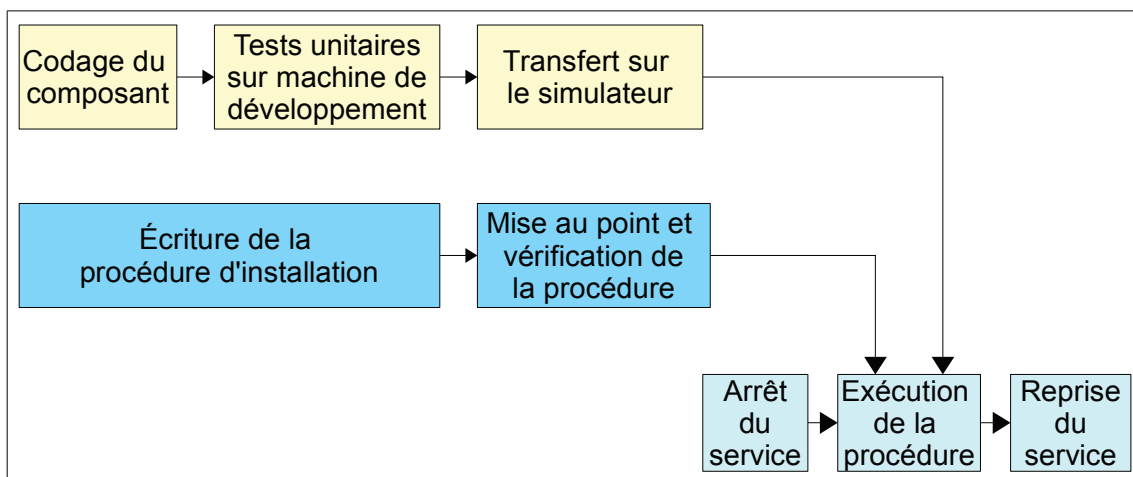 Codage du
composant
Tests unitaires
sur machine de
développement
Transfert sur
le simulateur
Écriture de la
procédure d'installation
Mise au point et
vérification de
la procédure
Arrêt
du
service
Exécution
de la
procédure
Reprise
du
service